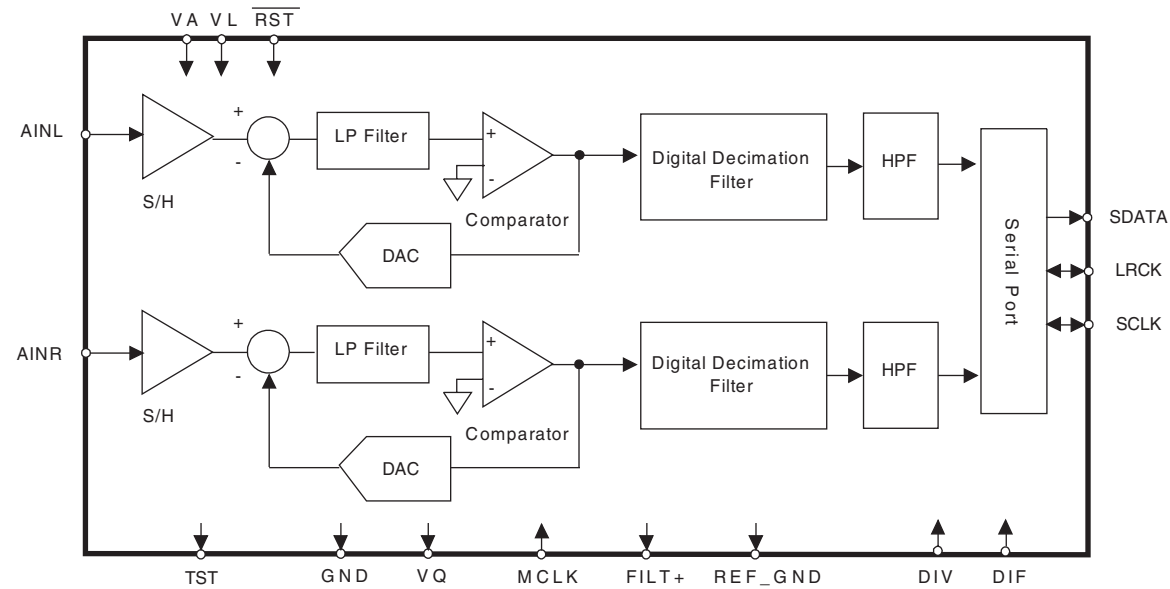 VA VL RST
AINL
+
-
S/H
LP Filter
+
-
Comparator
DAC
Digital Decimation
Filter
HPF
Serial Port
SDATA
LRCK
SCLK
AINR
+
-
S/H
LP Filter
+
-
Comparator
DAC
Digital Decimation
Filter
HPF
TST GND VQ MCLK FILT+ REF_GND DIV DIF